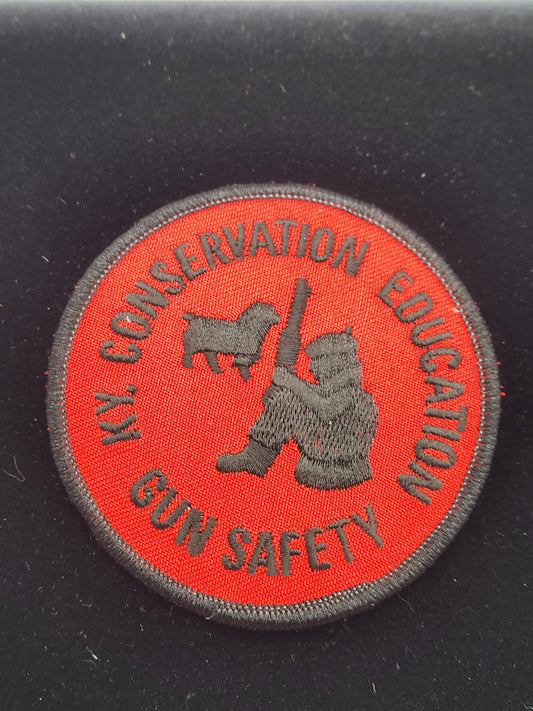 KY. CONSERVATION EDUCATION
GUN SAFETY